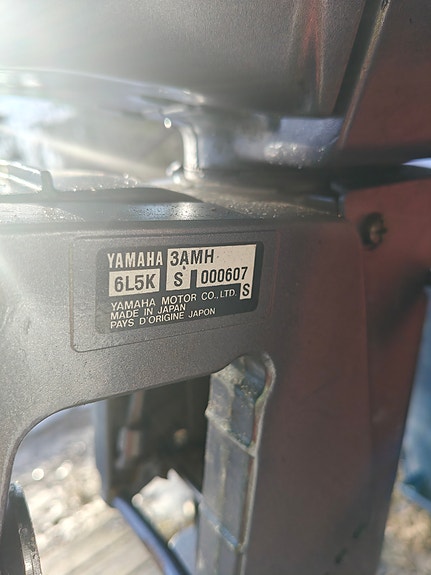 YAMAHA 3AMH
6L5K S 000607 S
YAMAHA MOTOR CO., LTD.
MADE IN JAPAN
PAYS D'ORIGINE JAPON